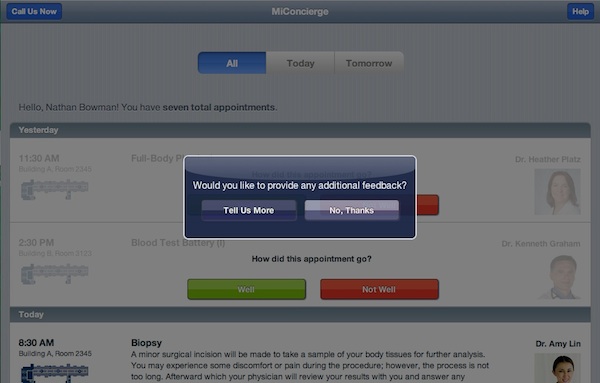 Call Us Now
MiConcierge
Help
All
Today
Tomorrow
Hello, Nathan Bowman! You have seven total appointments.
Yesterday
11:30 AM
Full-Body
Dr. Heather Platz
Building A, Room 2345
How did this appointment go?
Would you like to provide any additional feedback?
Tell Us More
No, Thanks
2:30 PM
Blood Test Battery (I)
Dr. Kenneth Graham
Building B, Room 2122
How did this appointment go?
Well
Not Well
Today
8:30 AM
Biopsy
Dr. Amy Lin
Building A, Room 2345
A minor surgical incision will be made to take a sample of your body tissues for further analysis.
You may experience some discomfort or pain during the procedure; however, the process is not
too long. Afterward which your physician will review your results with you and answer any